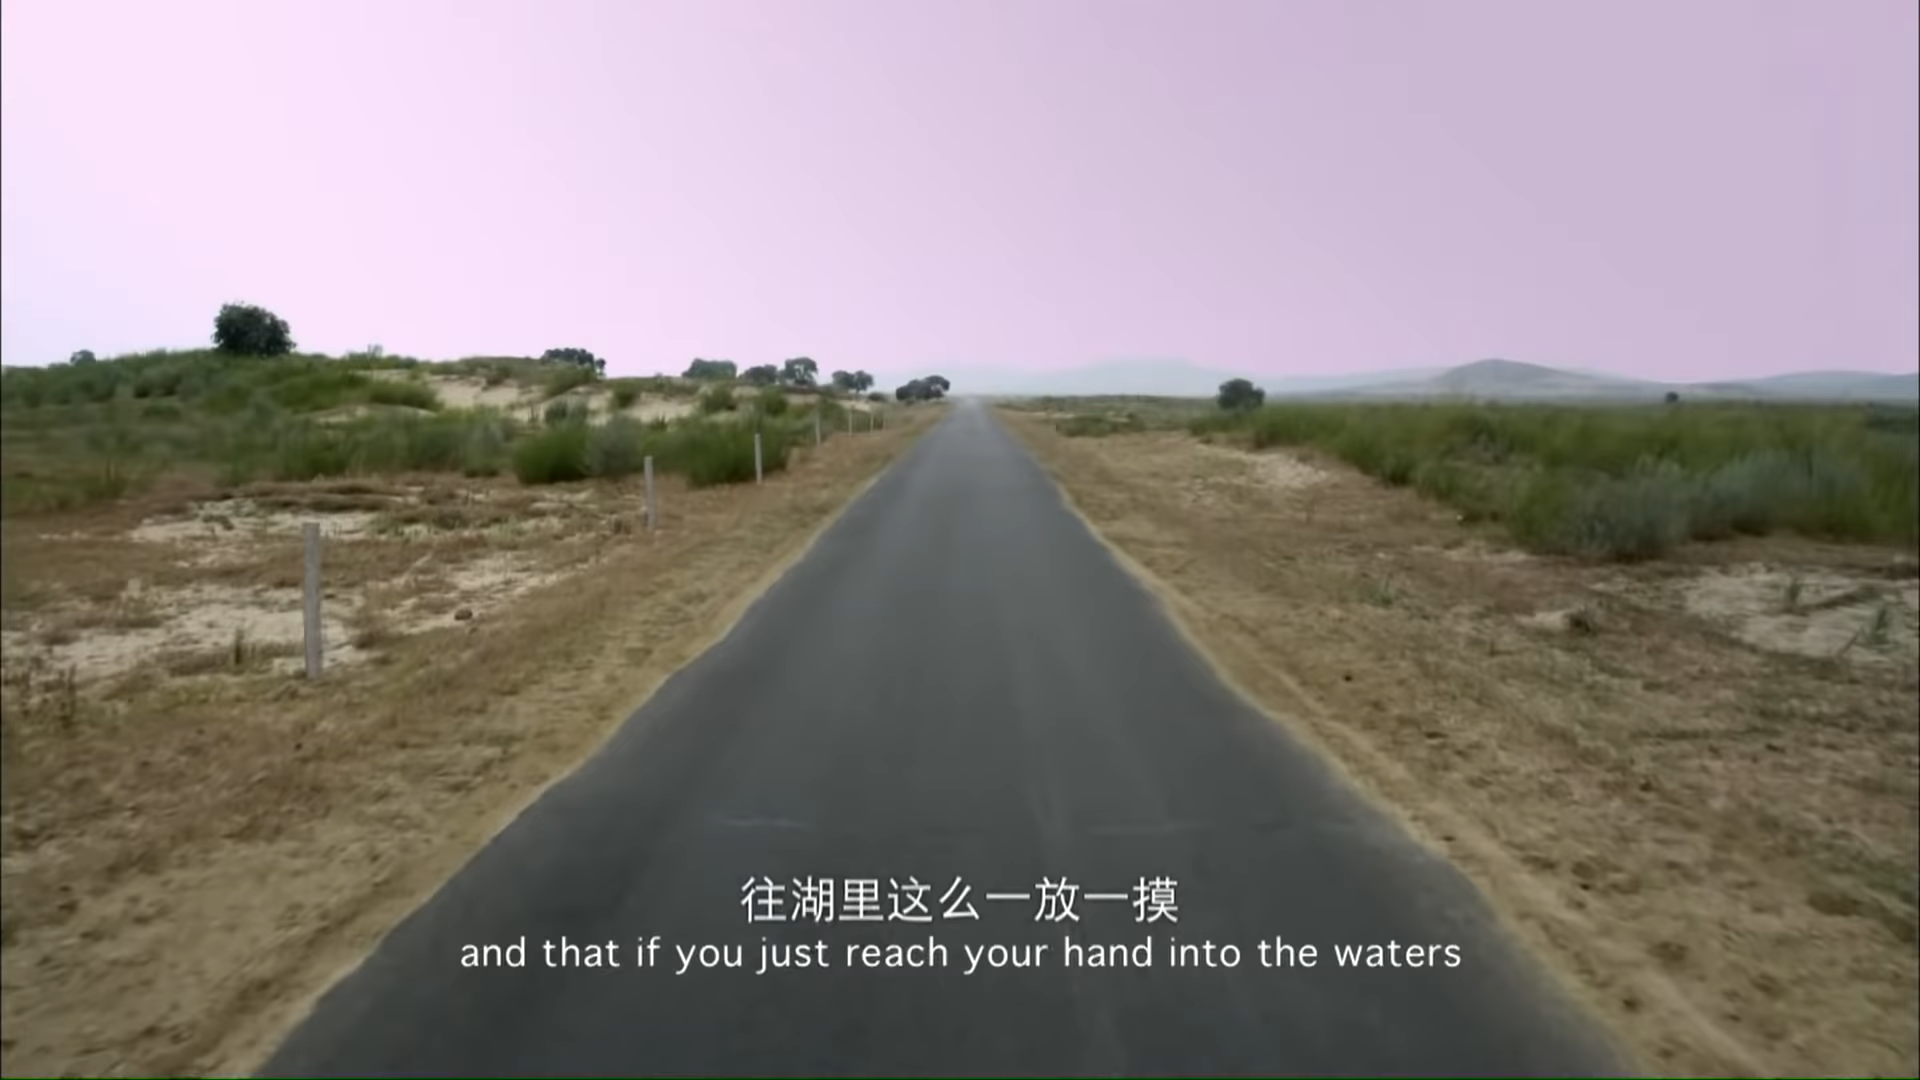 往湖里这么一放一摸
and that if you just reach your hand into the waters